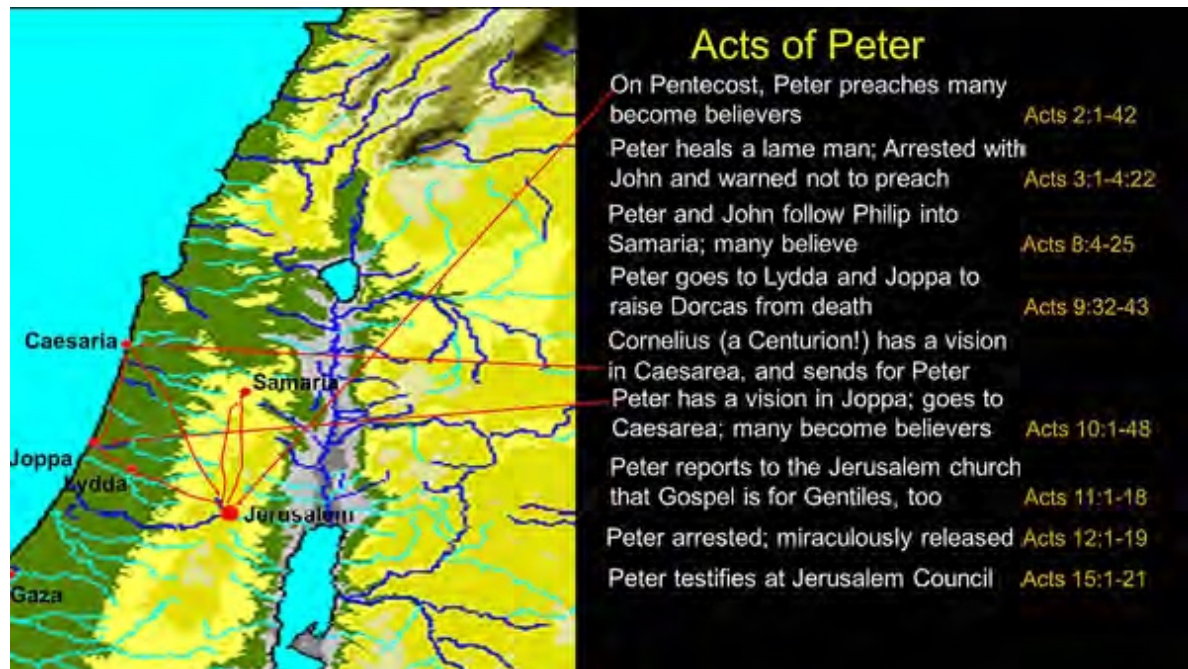 Acts of Peter
On Pentecost, Peter preaches many
become believers Acts 2:1-42
Peter heals a lame man; Arrested with
John and warned not to preach Acts 3:1-4:22
Peter and John follow Philip into
Samaria; many believe Acts 8:4-25
Peter goes to Lydda and Joppa to
raise Dorcas from death Acts 9:32-43
Cornelius (a Centurion!) has a vision
in Caesarea, and sends for Peter
Peter has a vision in Joppa; goes to
Caesarea; many become believers Acts 10:1-48
Peter reports to the Jerusalem church
that Gospel is for Gentiles, too Acts 11:1-18
Peter arrested; miraculously released Acts 12:1-19
Peter testifies at Jerusalem Council Acts 15:1-21
Caesaria
Samaria
Joppa
Lydda
Jerusalem
Gaza